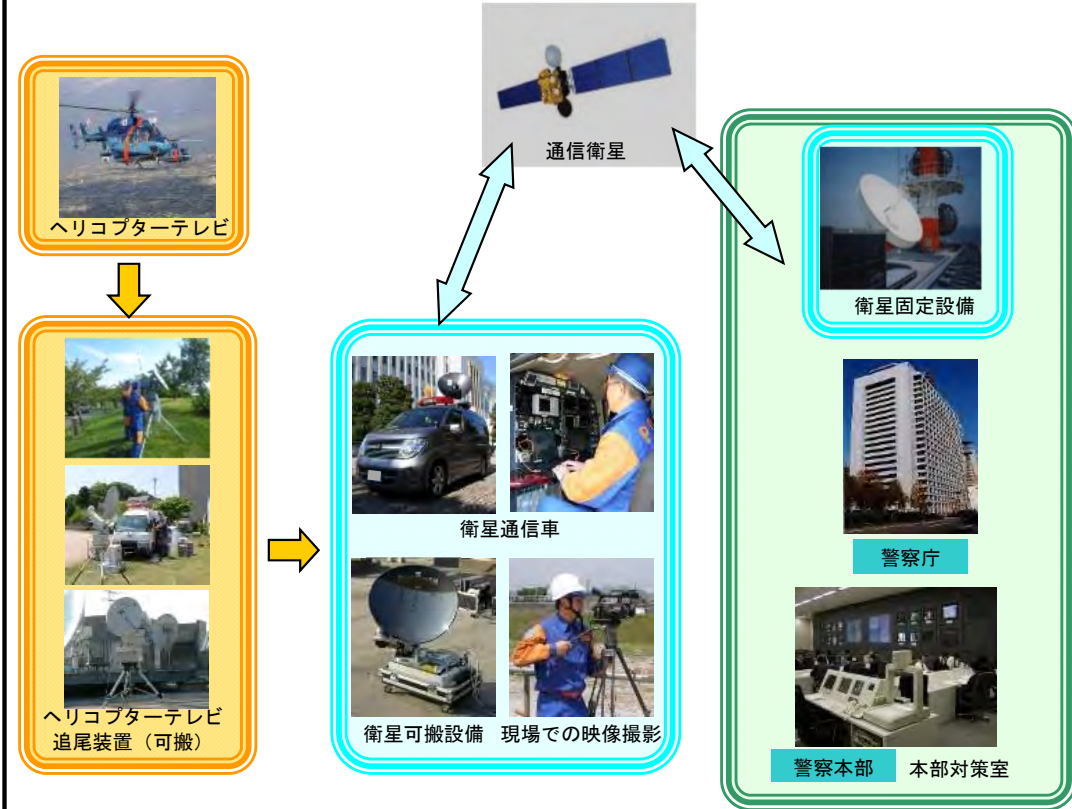 通信衛星
ヘリコプターテレビ
衛星固定設備
衛星通信車
警察庁
ヘリコプターテレビ
追尾装置（可搬）
衛星可搬設備 現場での映像撮影
警察本部 本部対策室